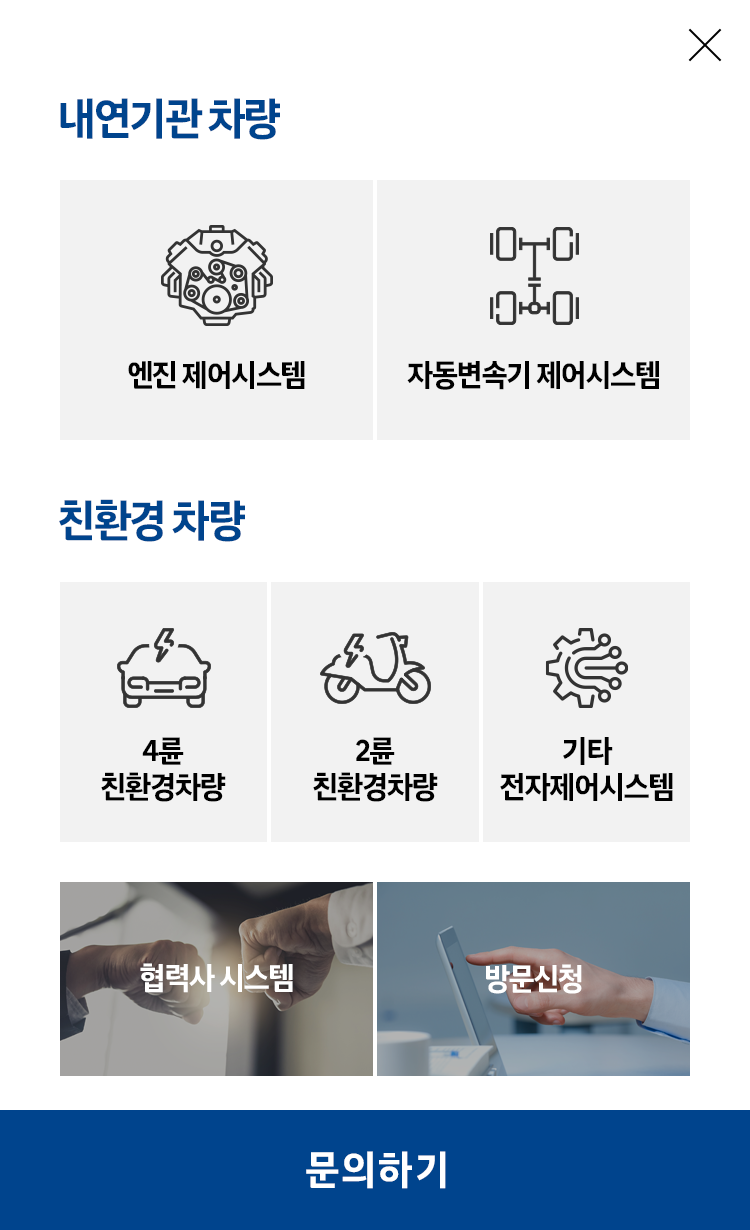 내연기관 차량
엔진 제어시스템
자동변속기 제어시스템
친환경 차량
4륜
친환경차량
2륜
친환경차량
기타
전자제어시스템
협력사 시스템
방문신청
문의하기